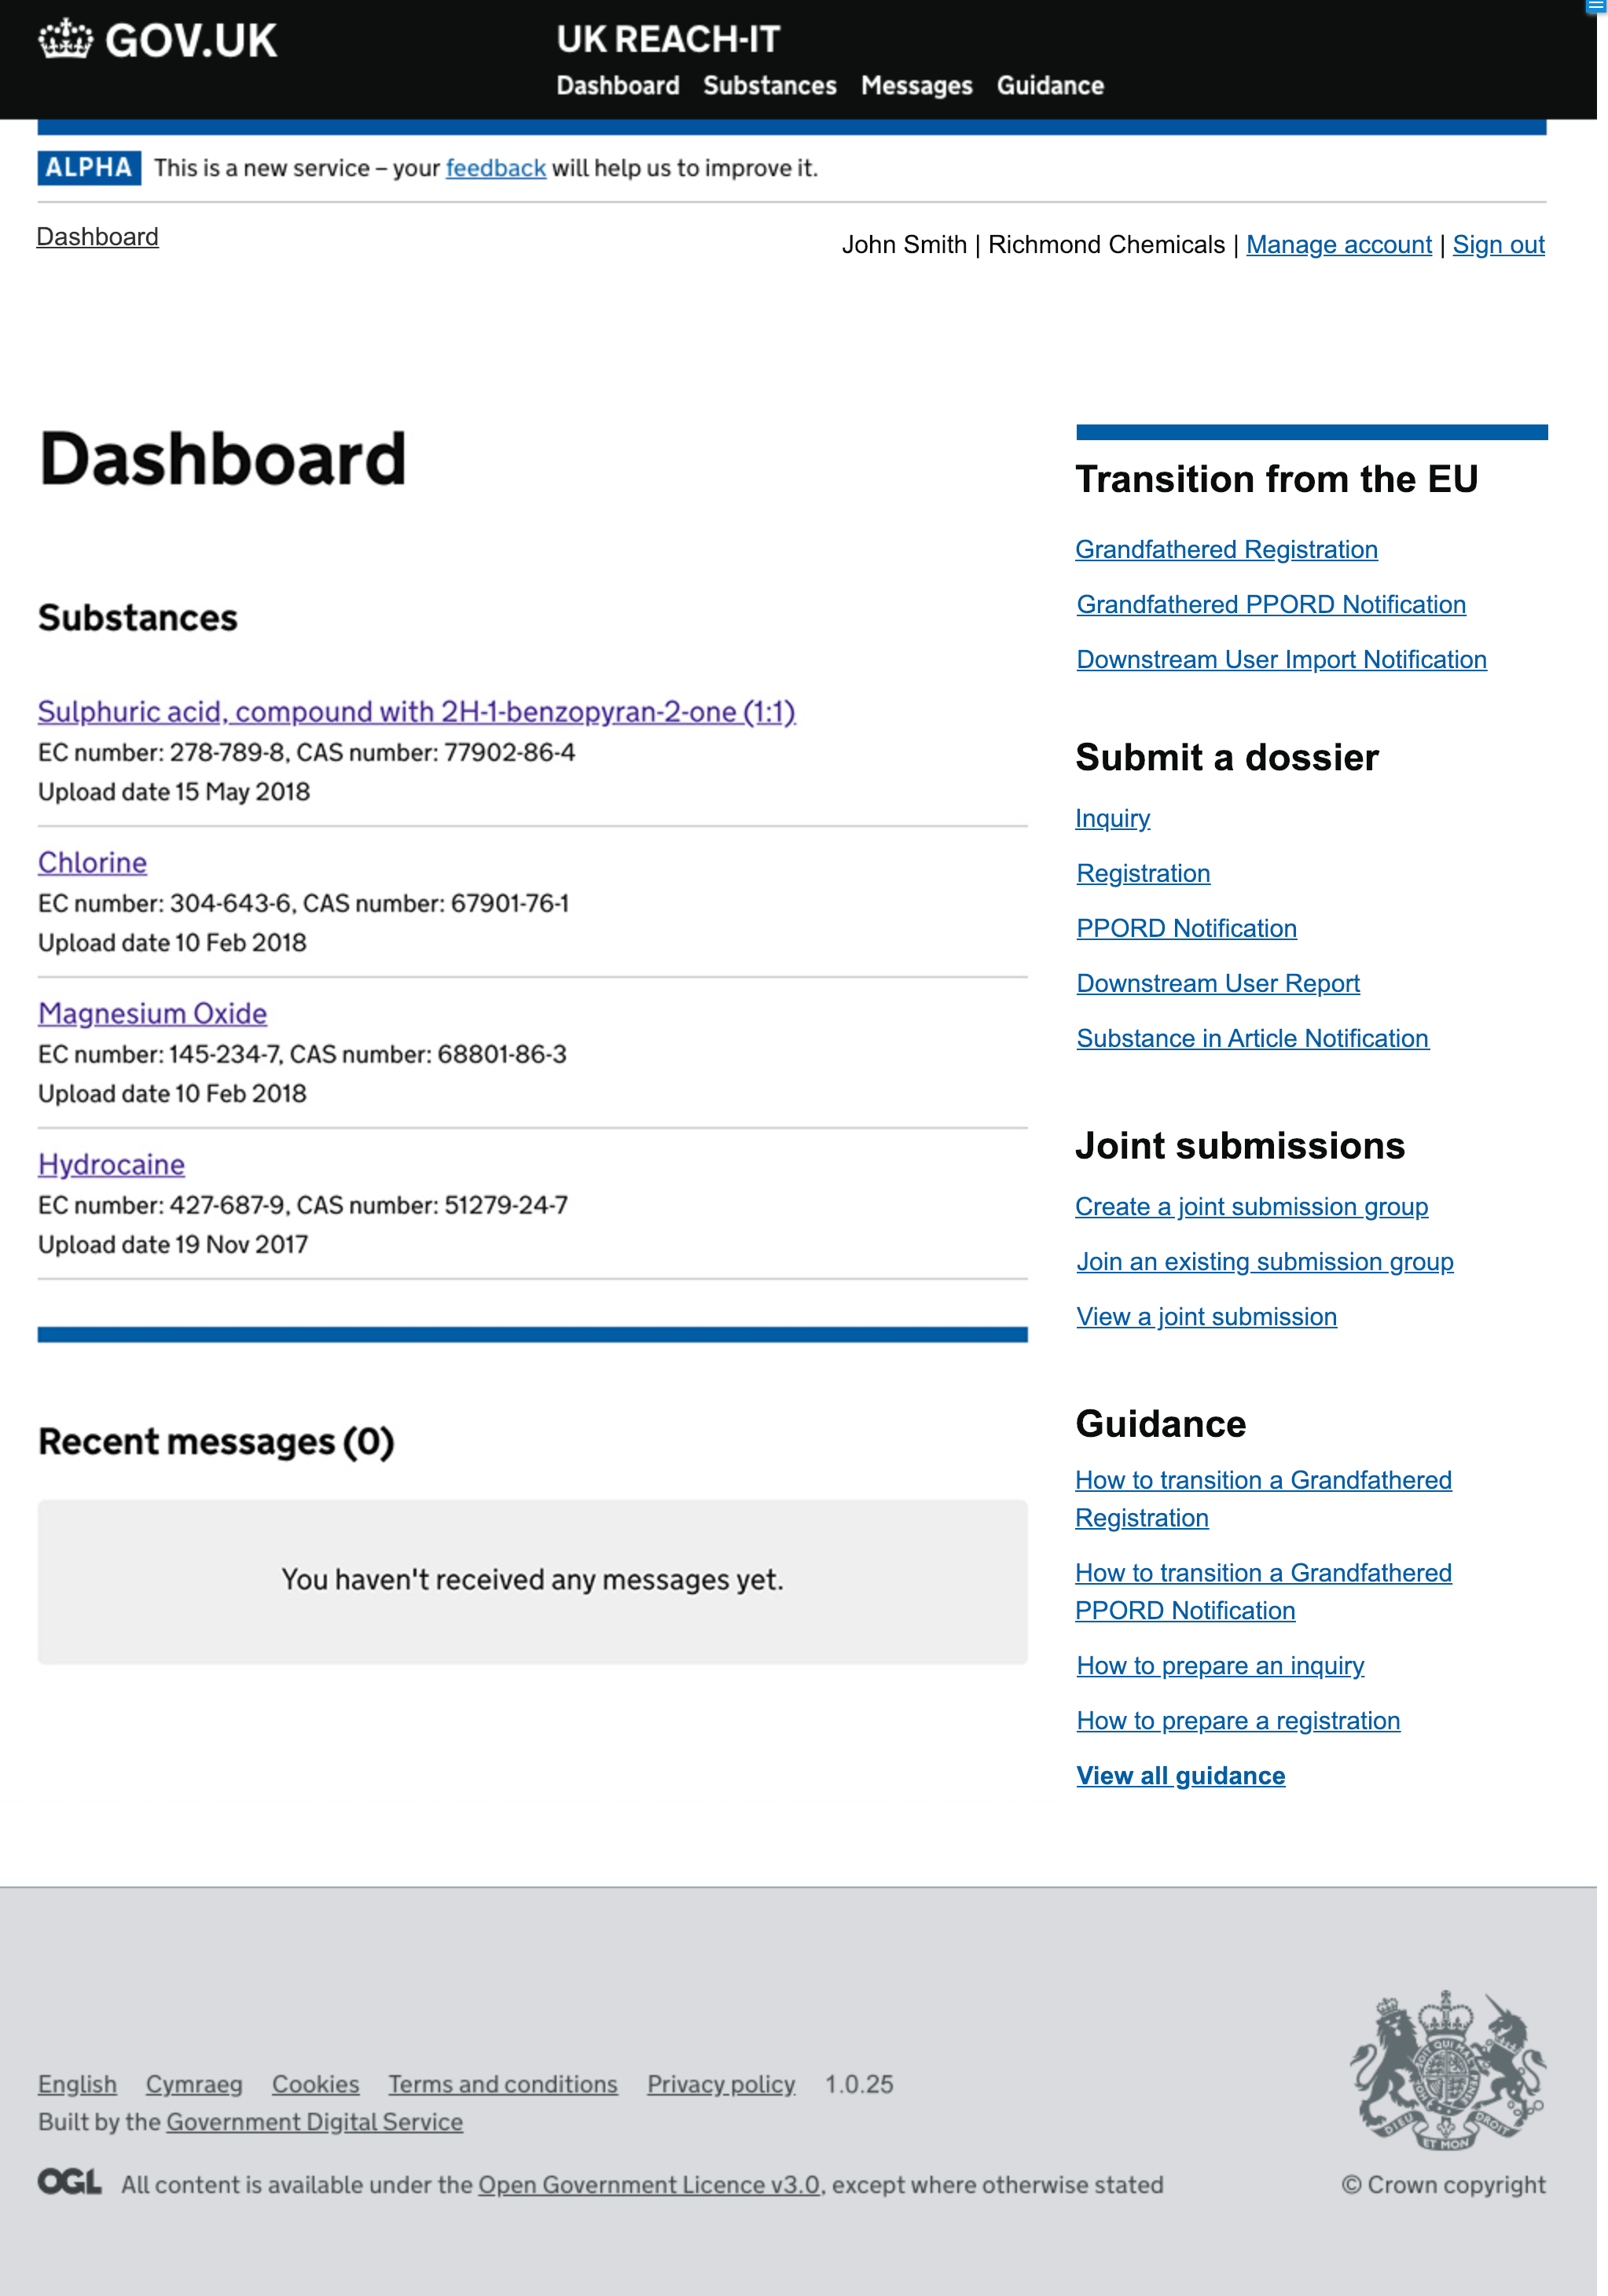 GOV.UK
UK REACH-IT
Dashboard Substances Messages Guidance
ALPHA This is a new service – your feedback will help us to improve it.
Dashboard
John Smith | Richmond Chemicals | Manage account | Sign out
Dashboard
Substances
Sulphuric acid, compound with 2H-1-benzopyran-2-one (1:1)
EC number: 278-789-8, CAS number: 77902-86-4
Upload date 15 May 2018
Chlorine
EC number: 304-643-6, CAS number: 67901-76-1
Upload date 10 Feb 2018
Magnesium Oxide
EC number: 145-234-7, CAS number: 68801-86-3
Upload date 10 Feb 2018
Hydrocaine
EC number: 427-687-9, CAS number: 51279-24-7
Upload date 19 Nov 2017
Recent messages (0)
You haven't received any messages yet.
Transition from the EU
Grandfathered Registration
Grandfathered PPORD Notification
Downstream User Import Notification
Submit a dossier
Inquiry
Registration
PPORD Notification
Downstream User Report
Substance in Article Notification
Joint submissions
Create a joint submission group
Join an existing submission group
View a joint submission
Guidance
How to transition a Grandfathered
Registration
How to transition a Grandfathered
PPORD Notification
How to prepare an inquiry
How to prepare a registration
View all guidance
English Cymraeg Cookies Terms and conditions Privacy policy 1.0.25
Built by the Government Digital Service
OGL All content is available under the Open Government Licence v3.0, except where otherwise stated
DIEU ET MON DROIT
© Crown copyright